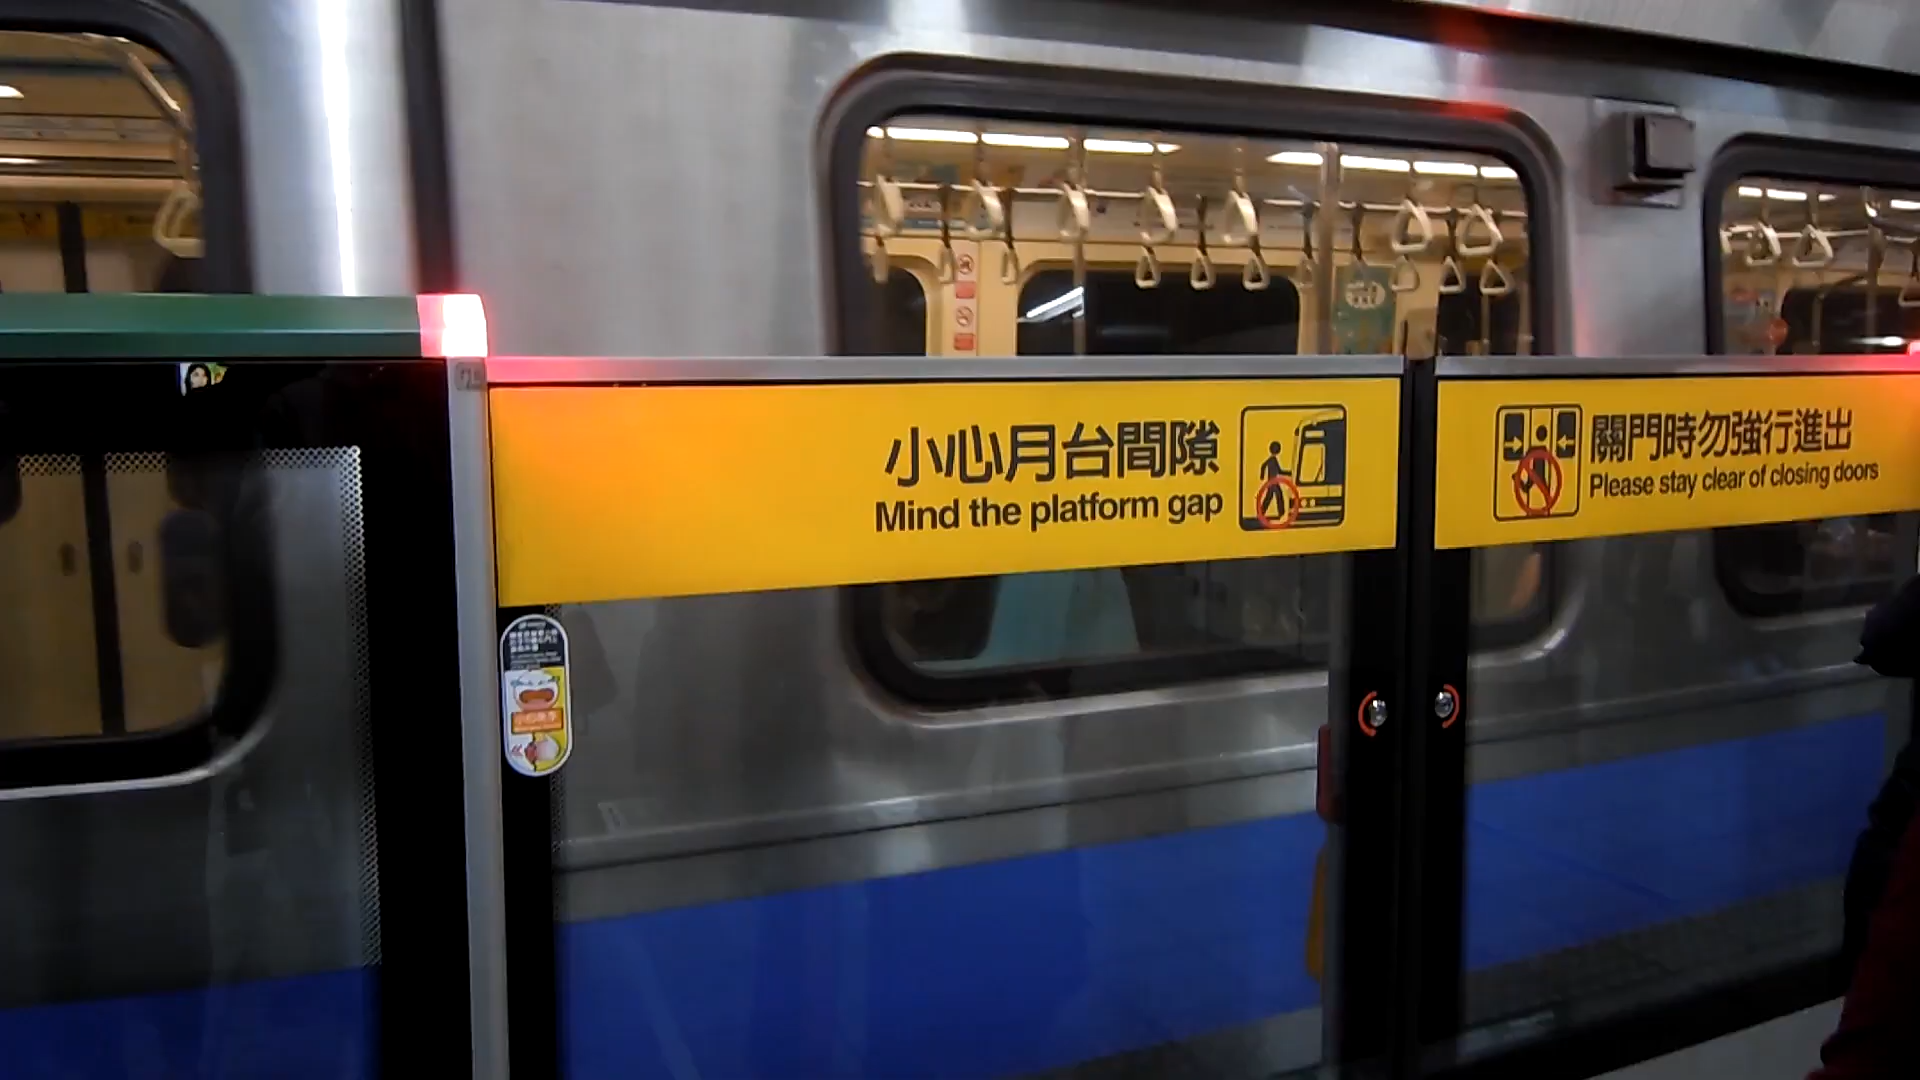 小心月台間隙
Mind the platform gap
關門時勿強行進出
Please stay clear of closing doors